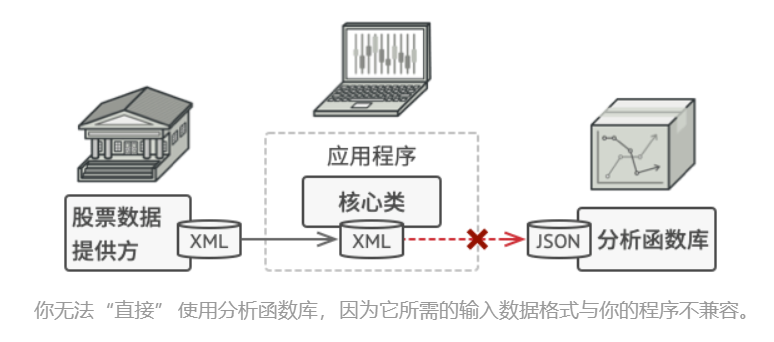 应用程序
股票数据
提供方
XML
核心类
XML
JSON
分析函数库
你无法“直接” 使用分析函数库，因为它所需的输入数据格式与你的程序不兼容。